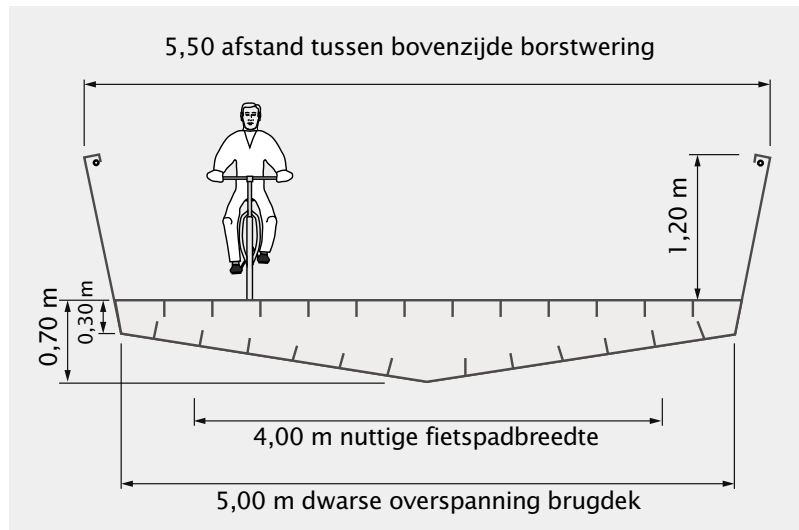 5,50 afstand tussen bovenzijde borstwering
1,20 m
0,70 m
0,30 m
4,00 m nuttige fietspadbreedte
5,00 m dwarse overspanning brugdek